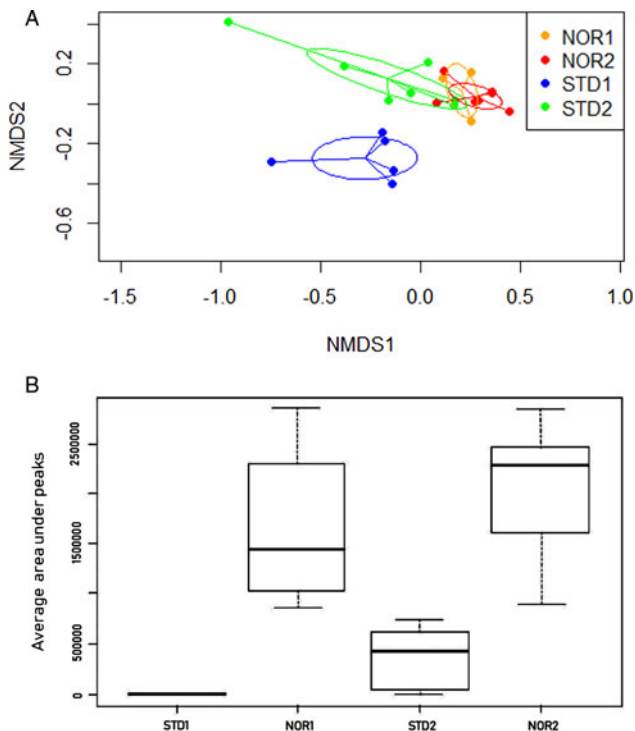 A
NOR1
NOR2
STD1
STD2
NMDS2
0.2
-0.2
-0.6
-1.5 -1.0 -0.5 0.0 0.5 1.0
NMDS1
B
Average area under peaks
2500000
1500000
500000
0
STD1 NOR1 STD2 NOR2